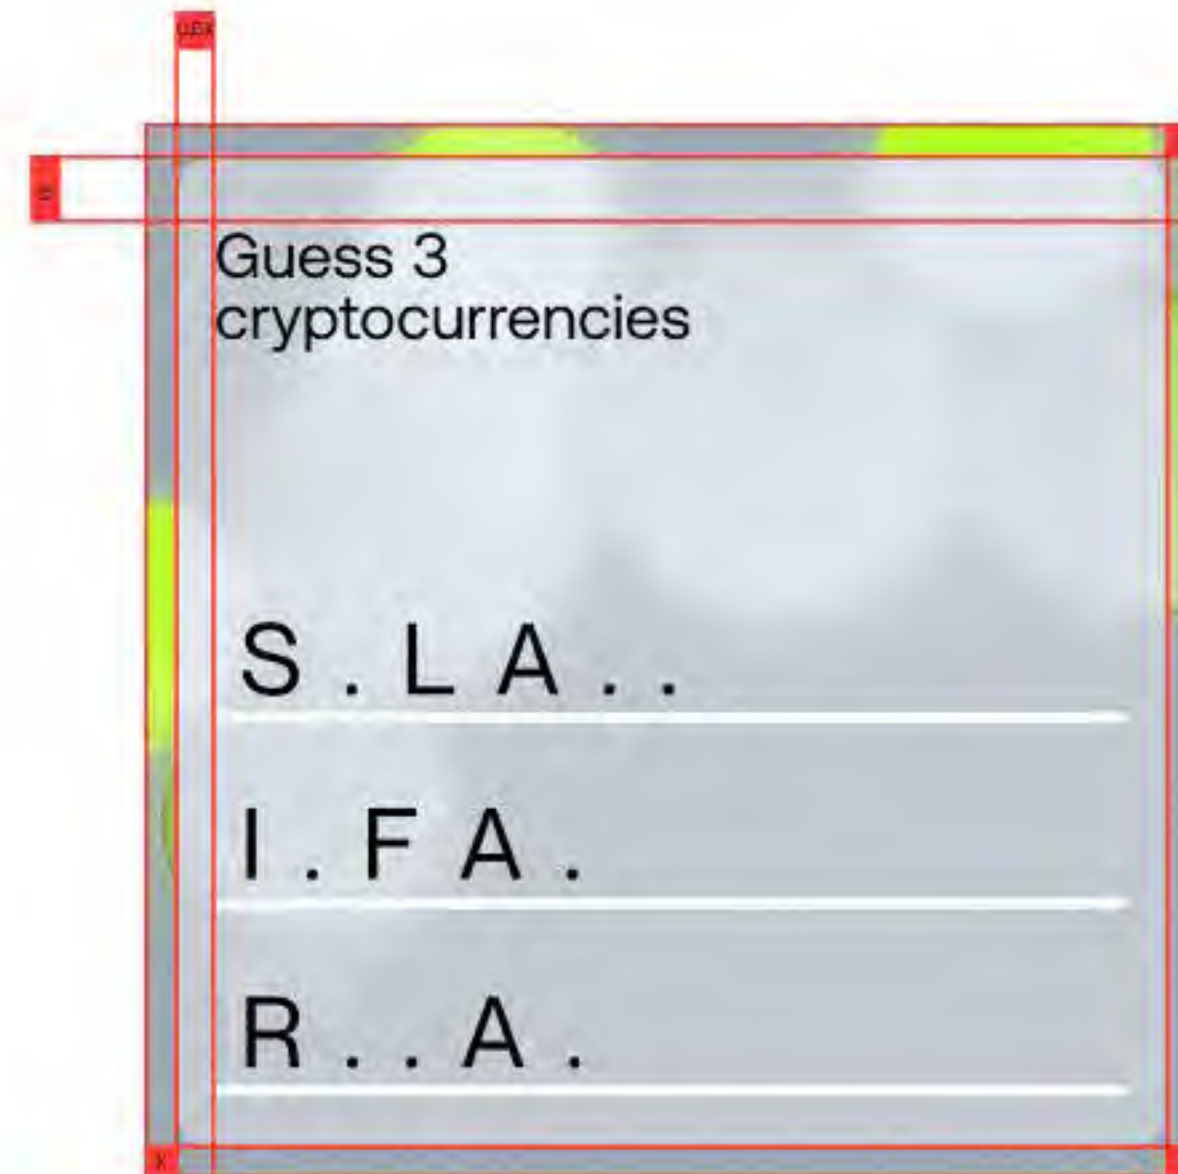 Guess 3
cryptocurrencies
S . L A . .
I . F A .
R . . A .
x